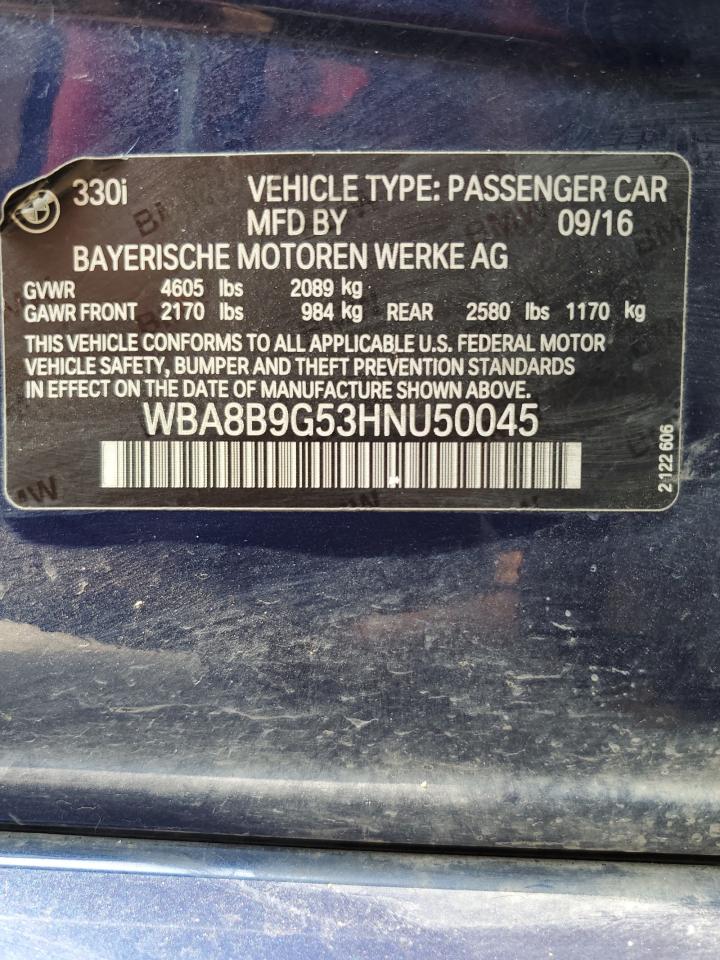 330i VEHICLE TYPE: PASSENGER CAR
MFD BY 09/16
BAYERISCHE MOTOREN WERKE AG
GVWR 4605 lbs 2089 kg
GAWR FRONT 2170 lbs 984 kg REAR 2580 lbs 1170 kg
THIS VEHICLE CONFORMS TO ALL APPLICABLE U.S. FEDERAL MOTOR
VEHICLE SAFETY, BUMPER AND THEFT PREVENTION STANDARDS
IN EFFECT ON THE DATE OF MANUFACTURE SHOWN ABOVE.
WBA8B9G53HNU50045
2 122 606